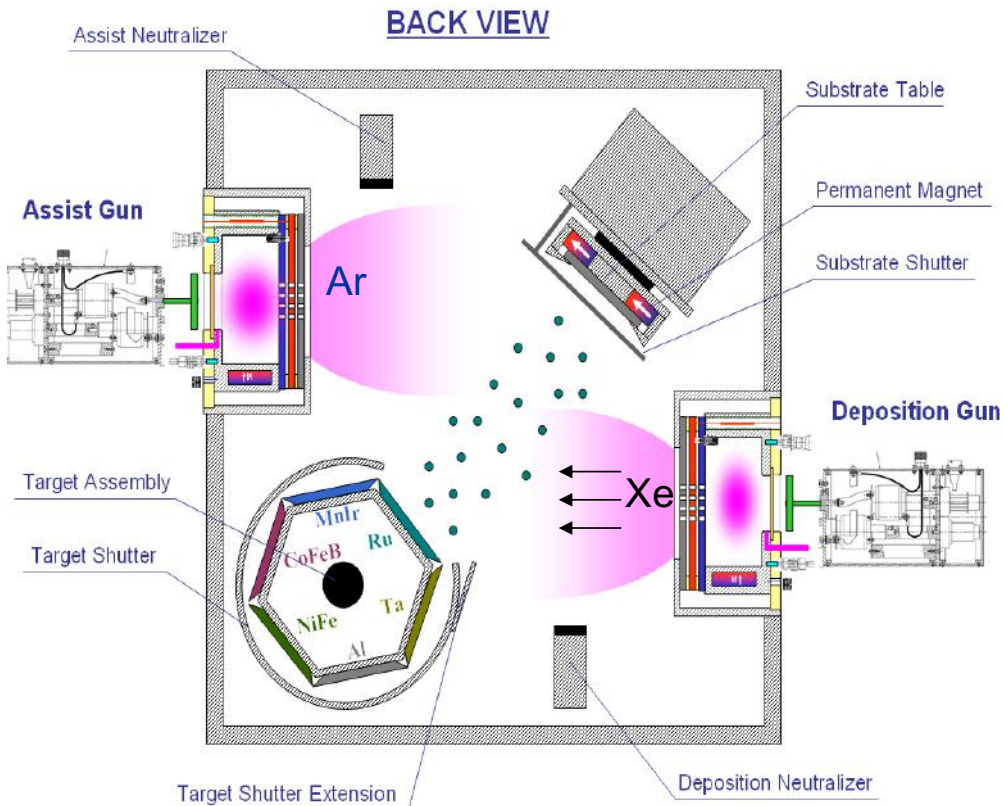 BACK VIEW
Assist Neutralizer
Substrate Table
Permanent Magnet
Substrate Shutter
Assist Gun
Ar
Deposition Gun
Xe
Target Assembly
Target Shutter
MnIr
Ru
CoFeB
Ta
NiFe
Al
Target Shutter Extension
Deposition Neutralizer